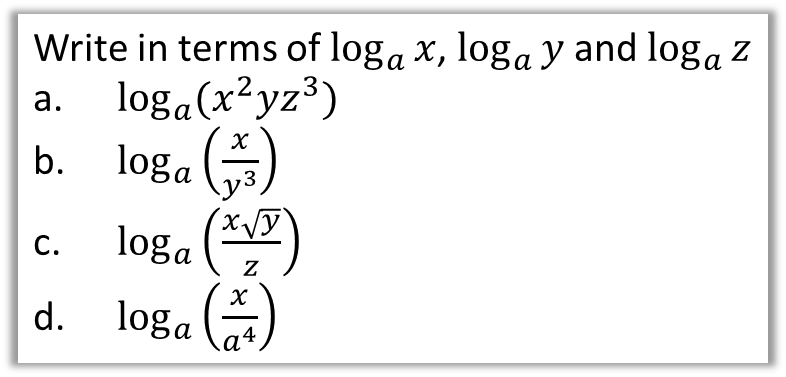 Write in terms of logₐ x, logₐ y and logₐ z
a. logₐ(x²yz³)
b. logₐ(x/y³)
c. logₐ(x√y/z)
d. logₐ(x/a⁴)